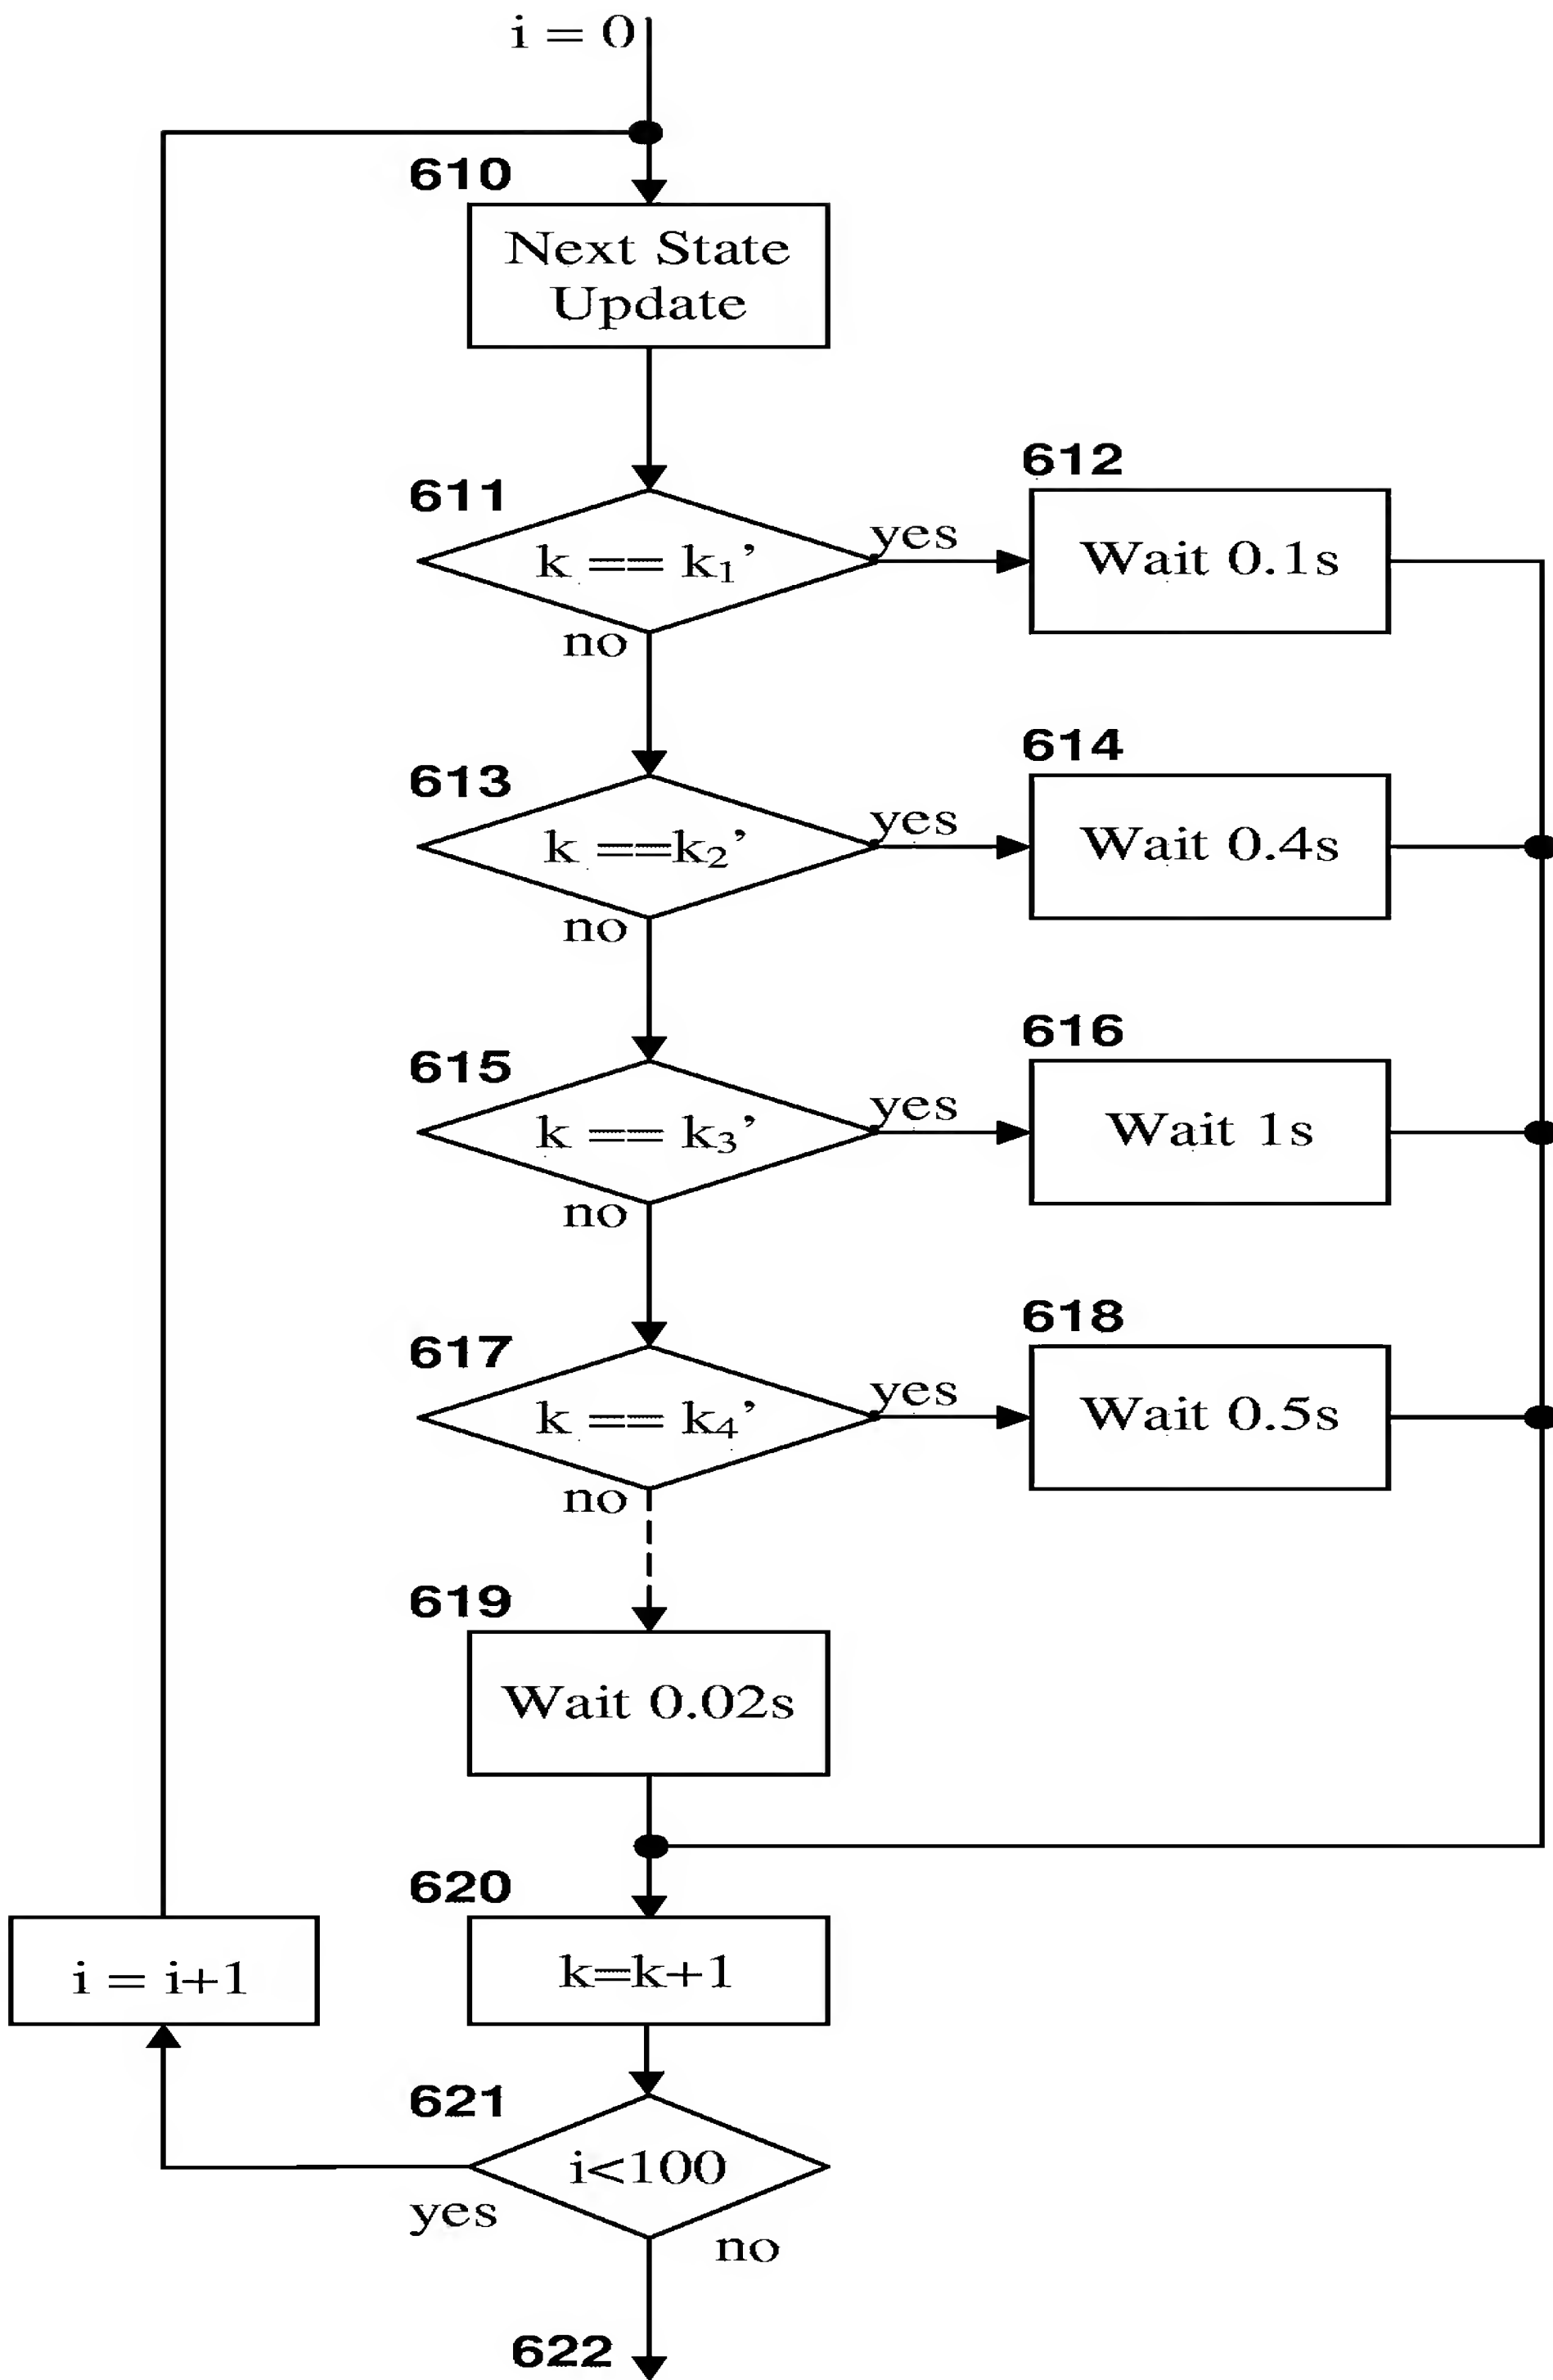 i = 0
610
Next State
Update
611
k == k₁’
yes
612
Wait 0.1s
no
613
k ==k₂’
yes
614
Wait 0.4s
no
615
k == k₃’
yes
616
Wait 1s
no
617
k == k₄’
yes
618
Wait 0.5s
no
619
Wait 0.02s
620
k=k+1
i = i+1
621
i<100
yes
no
622